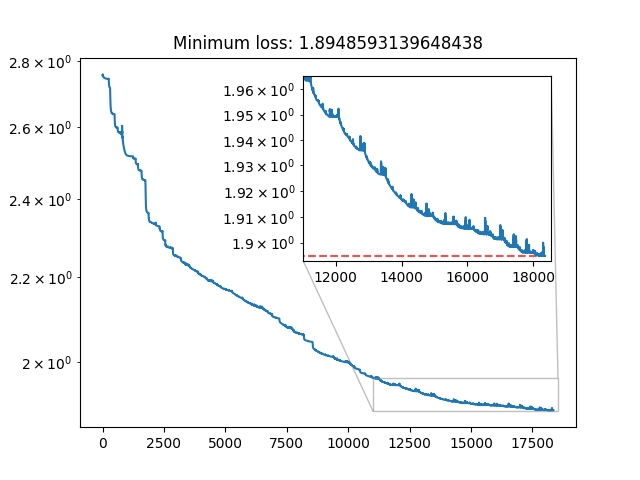 Minimum loss: 1.8948593139648438
2.8 × 10⁰
2.6 × 10⁰
2.4 × 10⁰
2.2 × 10⁰
2 × 10⁰
1.96 × 10⁰
1.95 × 10⁰
1.94 × 10⁰
1.93 × 10⁰
1.92 × 10⁰
1.91 × 10⁰
1.9 × 10⁰
12000 14000 16000 18000
0 2500 5000 7500 10000 12500 15000 17500